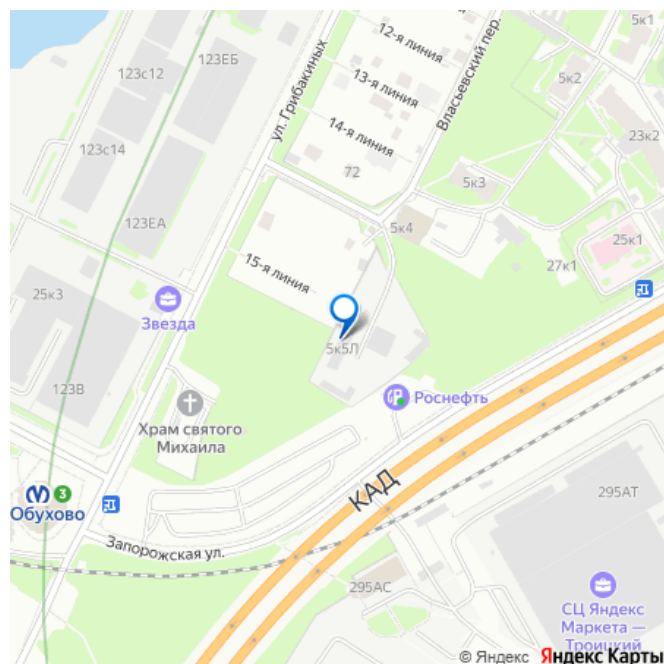 12-я линия
5к1
123ЕБ
123с12
ул. Грибакиных
13-я линия
Власьевский пер.
5к2
14-я линия
23к2
123с14
72
5к3
123ЕА
5к4
25к1
15-я линия
27к1
25к3
Звезда
5к5Л
123В
Роснефть
Храм святого
Михаила
КАД
3
Обухово
295АТ
Запорожская ул.
295АС
СЦ Яндекс
Маркета —
Троицкий
© Яндекс Яндекс Карты